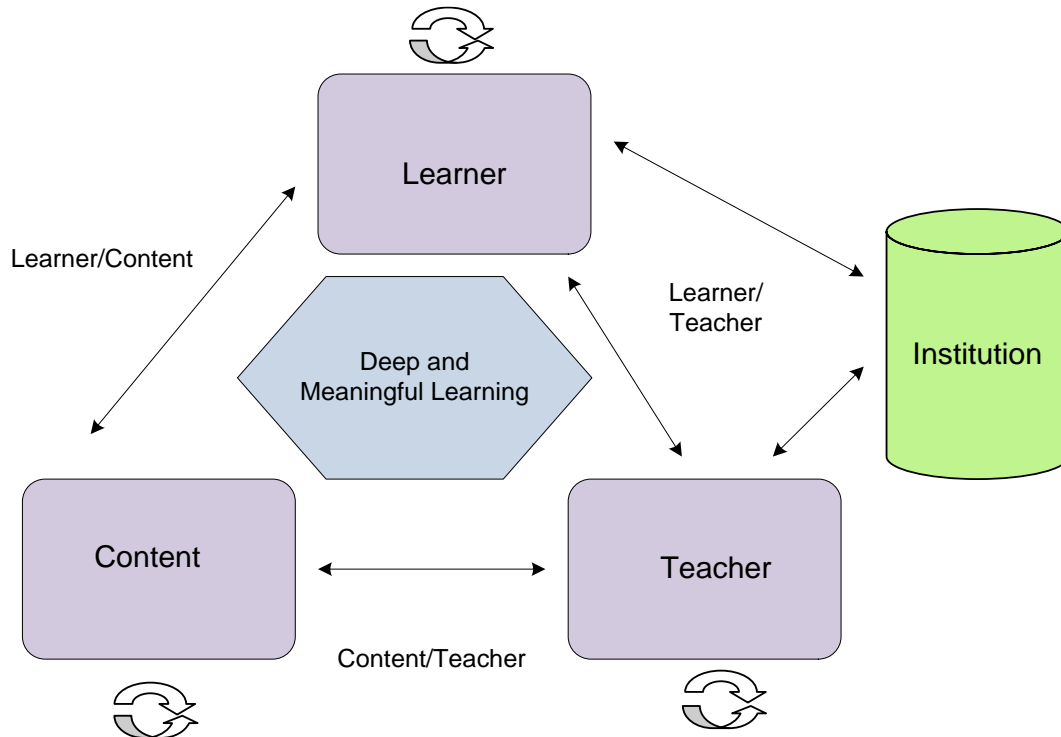 Learner
Learner/Content
Learner/
Teacher
Institution
Deep and
Meaningful Learning
Content
Teacher
Content/Teacher